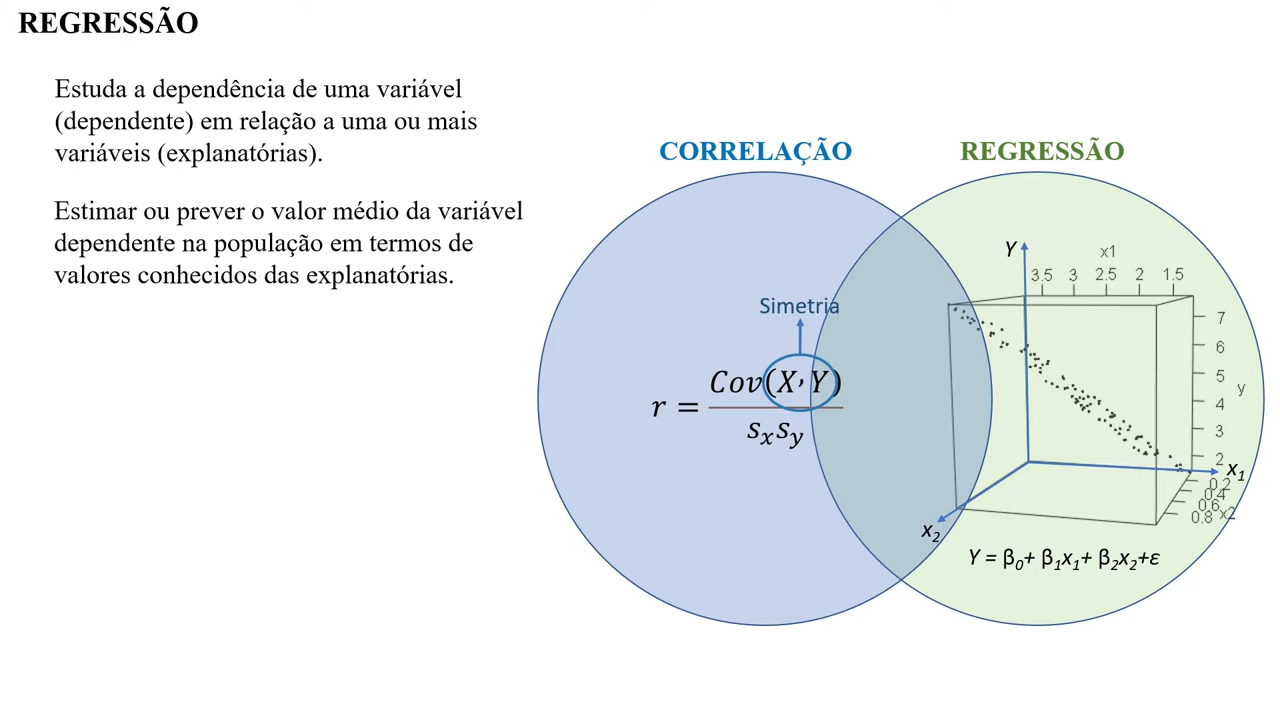 REGRESSÃO
Estuda a dependência de uma variável
(dependente) em relação a uma ou mais
variáveis (explanatórias).
Estimar ou prever o valor médio da variável
dependente na população em termos de
valores conhecidos das explanatórias.
CORRELAÇÃO
REGRESSÃO
Simetria
r = Cov(X,Y) / sₓsᵧ
Y
x1
3.5 3 2.5 2 1.5
7
6
5
y
4
3
2
x₁
0.2
0.4
0.6
0.8
x2
x₂
Y = β₀+ β₁x₁+ β₂x₂+ε